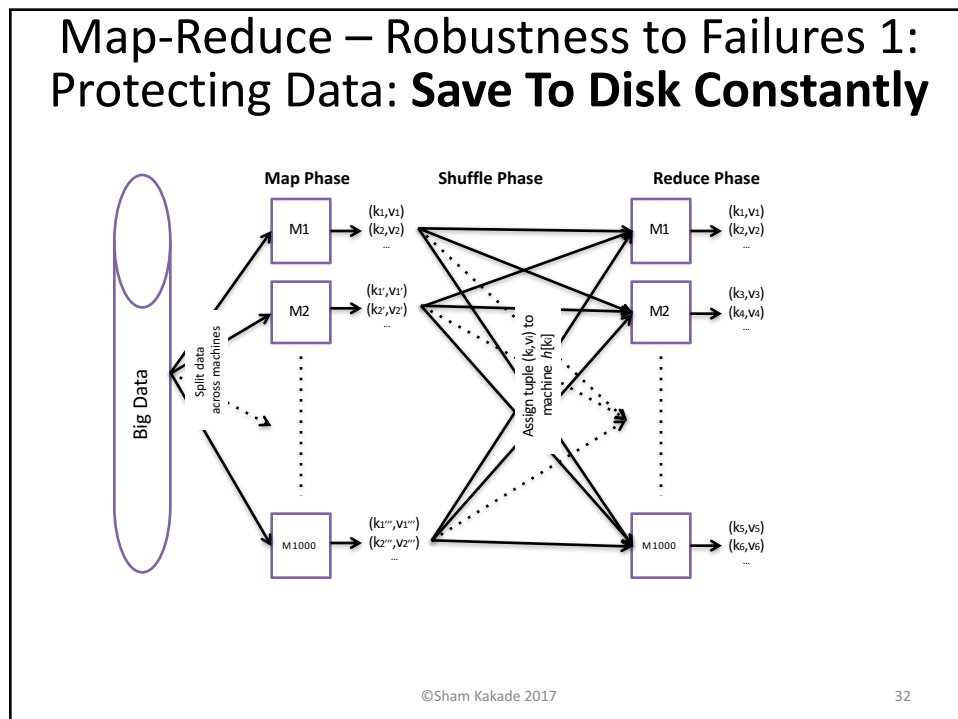 Map-Reduce – Robustness to Failures 1:
Protecting Data: Save To Disk Constantly
Map Phase
Shuffle Phase
Reduce Phase
Big Data
Split data
across machines
M1
(k1,v1)
(k2,v2)
...
M2
(k1',v1')
(k2',v2')
...
M1000
(k1''',v1''')
(k2''',v2''')
...
Assign tuple (ki,vi) to
machine h[ki]
M1
(k1,v1)
(k2,v2)
...
M2
(k3,v3)
(k4,v4)
...
M1000
(k5,v5)
(k6,v6)
...
©Sham Kakade 2017
32